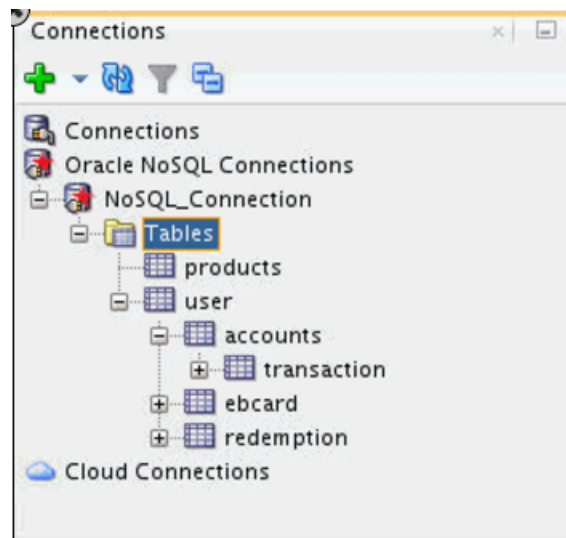 Connections
Connections
Oracle NoSQL Connections
NoSQL_Connection
Tables
products
user
accounts
transaction
ebcard
redemption
Cloud Connections